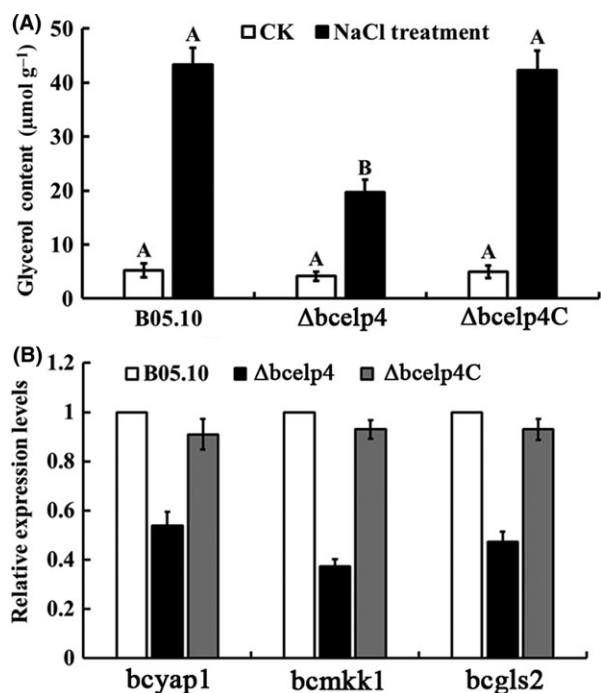 (A)
CK NaCl treatment
Glycerol content (µmol g⁻¹)
50
40
30
20
10
0
A
A
A
B
A
A
B05.10 Δbcelp4 Δbcelp4C
(B)
B05.10 Δbcelp4 Δbcelp4C
Relative expression levels
1.2
1
0.8
0.6
0.4
0.2
0
bcyap1 bcmkk1 bcgls2